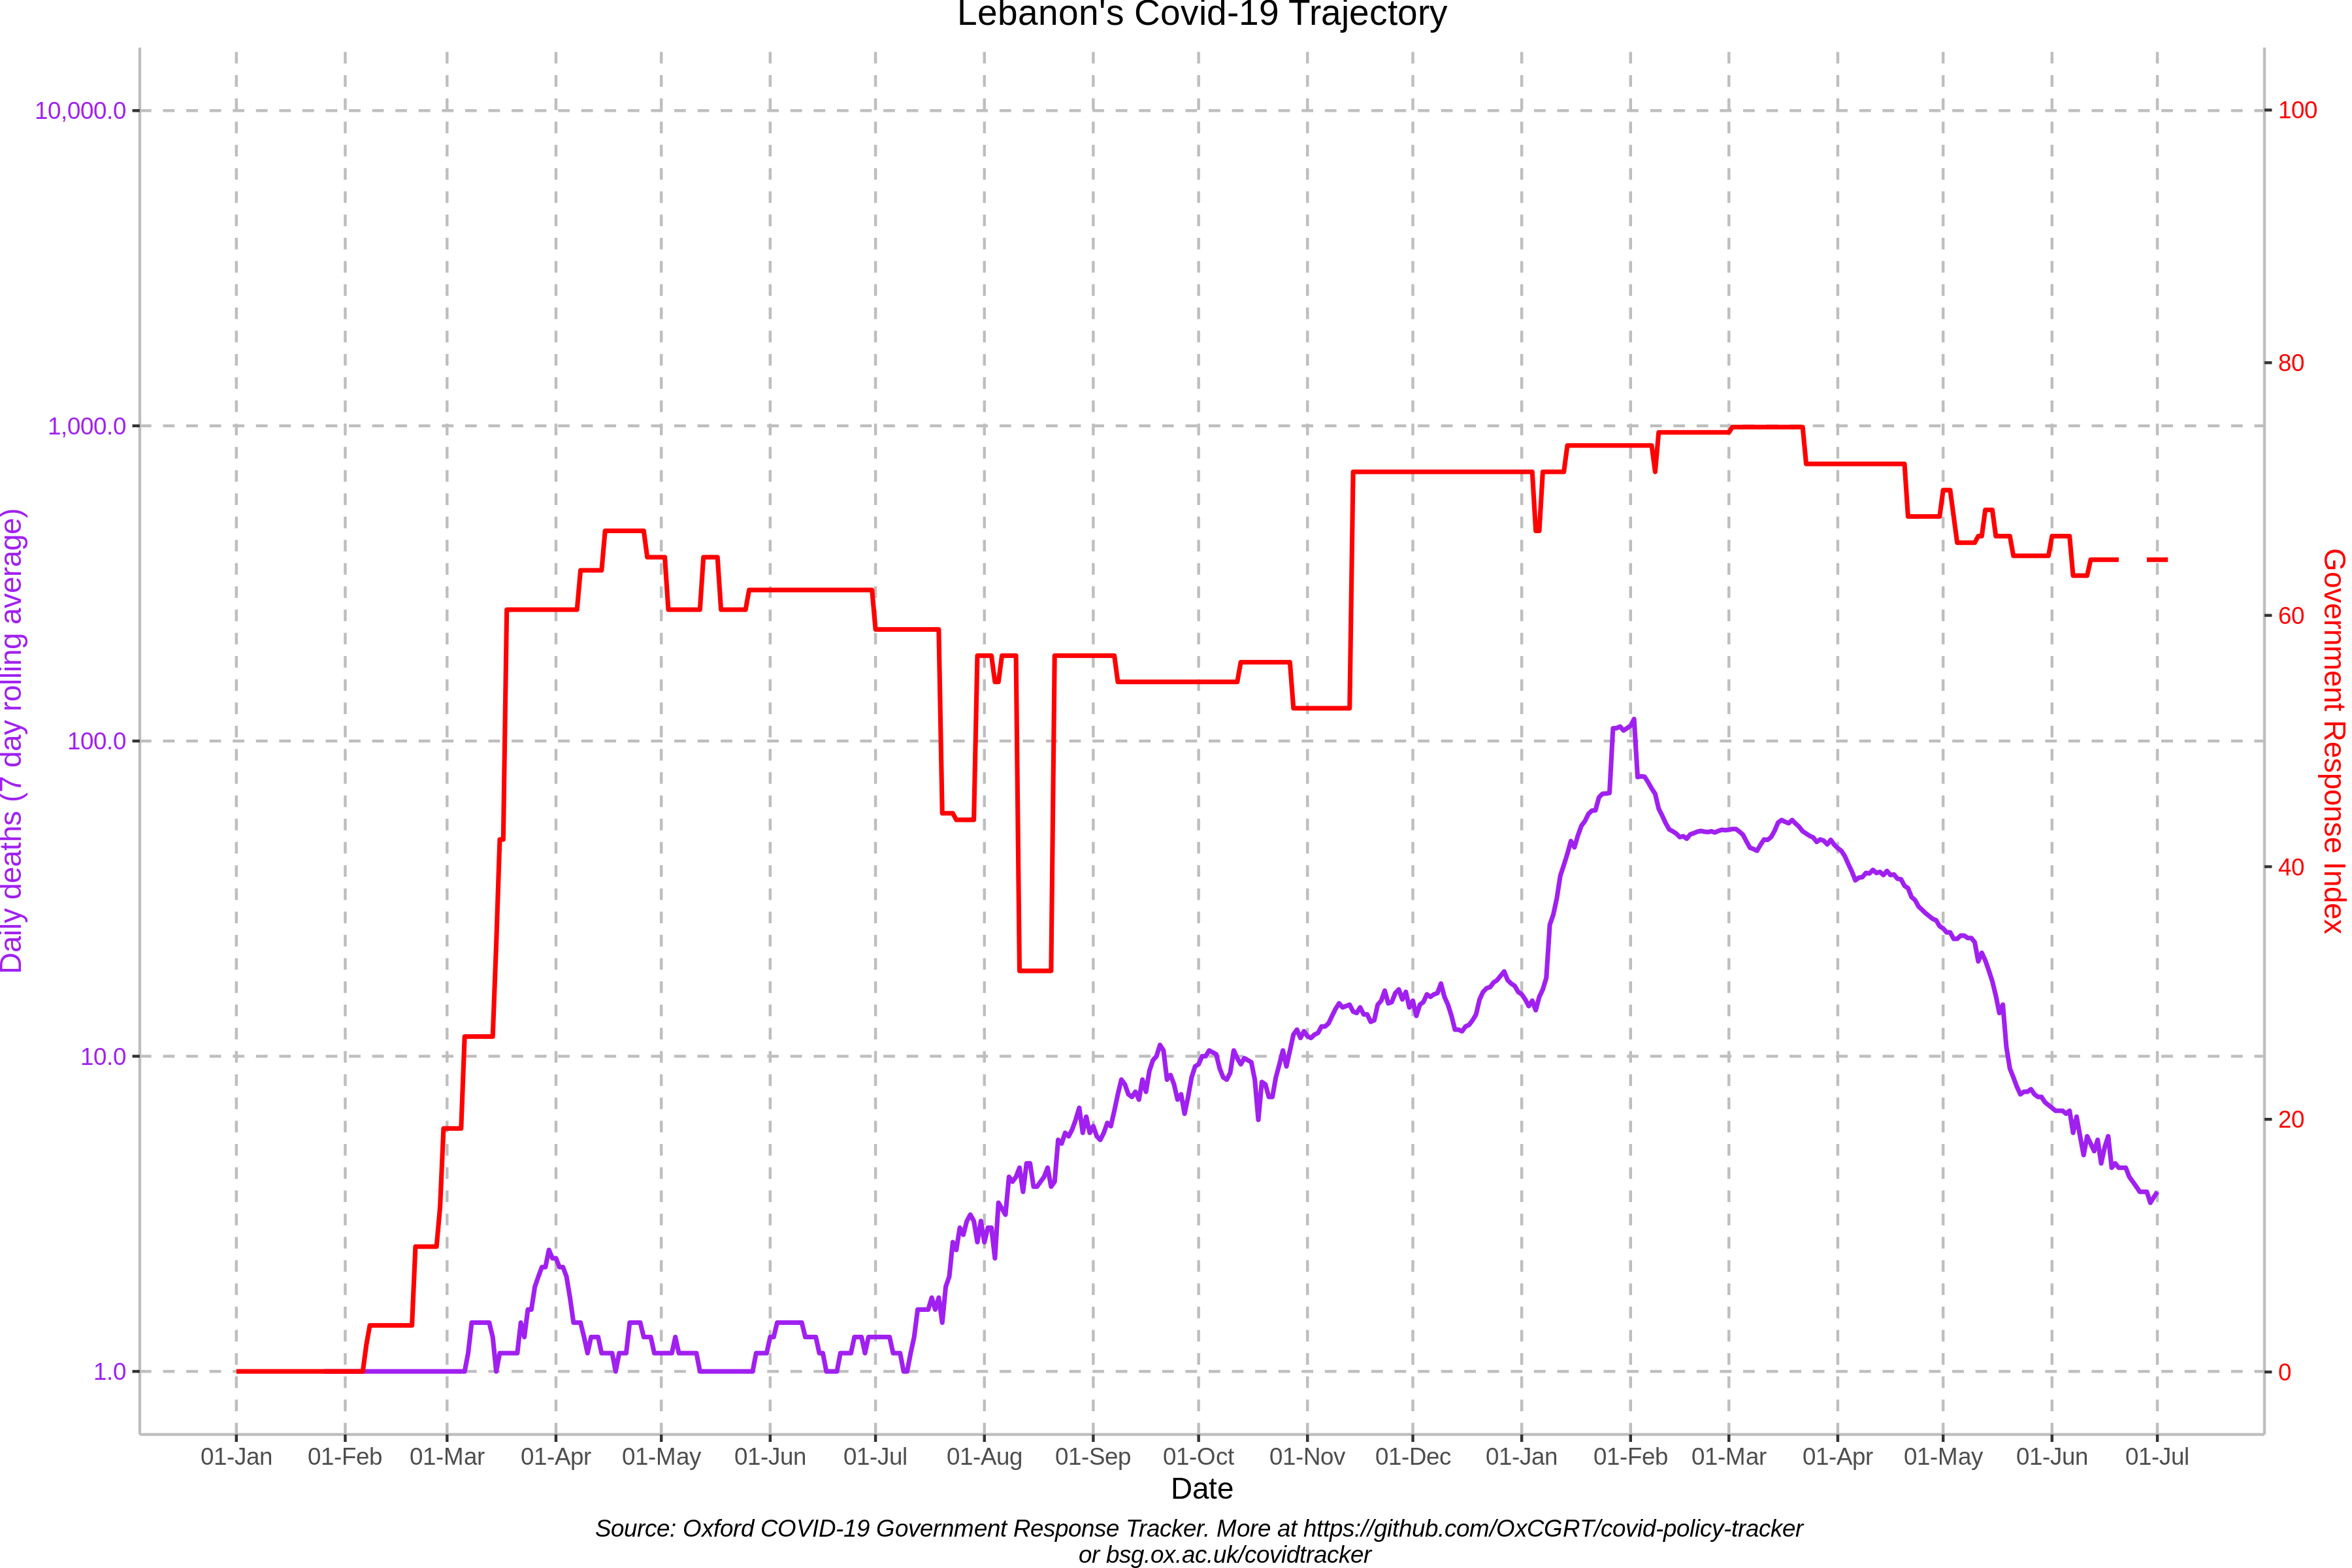 Lebanon's Covid-19 Trajectory
Daily deaths (7 day rolling average)
10,000.0
1,000.0
100.0
10.0
1.0
100
80
60
40
20
0
Government Response Index
01-Jan 01-Feb 01-Mar 01-Apr 01-May 01-Jun 01-Jul 01-Aug 01-Sep 01-Oct 01-Nov 01-Dec 01-Jan 01-Feb 01-Mar 01-Apr 01-May 01-Jun 01-Jul
Date
Source: Oxford COVID-19 Government Response Tracker. More at https://github.com/OxCGRT/covid-policy-tracker
or bsg.ox.ac.uk/covidtracker